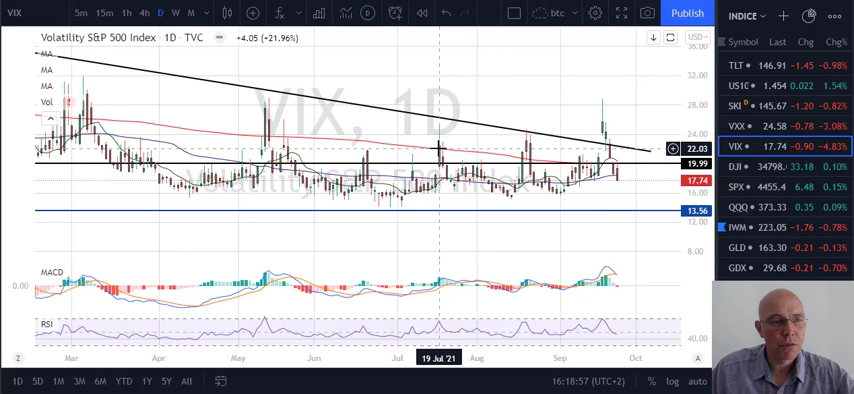 VIX 5m 15m 1h 4h D W M btc Publish
INDICE
Volatility S&P 500 Index · 1D · TVC +4.05 (+21.96%)
USD
MA
MA
MA
Vol
VIX, 1D
Volatility S&P 500 Index
36.00
32.00
28.00
24.00
22.03
19.99
17.74
13.56
12.00
8.00
MACD
0.00
RSI
40.00
Z Mar Apr May Jun Jul 19 Jul '21 Aug Sep Oct A
1D 5D 1M 3M 6M YTD 1Y 5Y All 16:18:57 (UTC+2) % log auto
Symbol Last Chg Chg%
TLT 146.91 -1.45 -0.98%
US10 1.454 0.022 1.54%
SKI D 145.67 -1.20 -0.82%
VXX 24.58 -0.78 -3.08%
VIX 17.74 -0.90 -4.83%
DJI 34798. 33.18 0.10%
SPX 4455.4 6.48 0.15%
QQQ 373.33 0.35 0.09%
IWM 223.05 -1.76 -0.78%
GLD 163.30 -0.21 -0.13%
GDX 29.68 -0.21 -0.70%